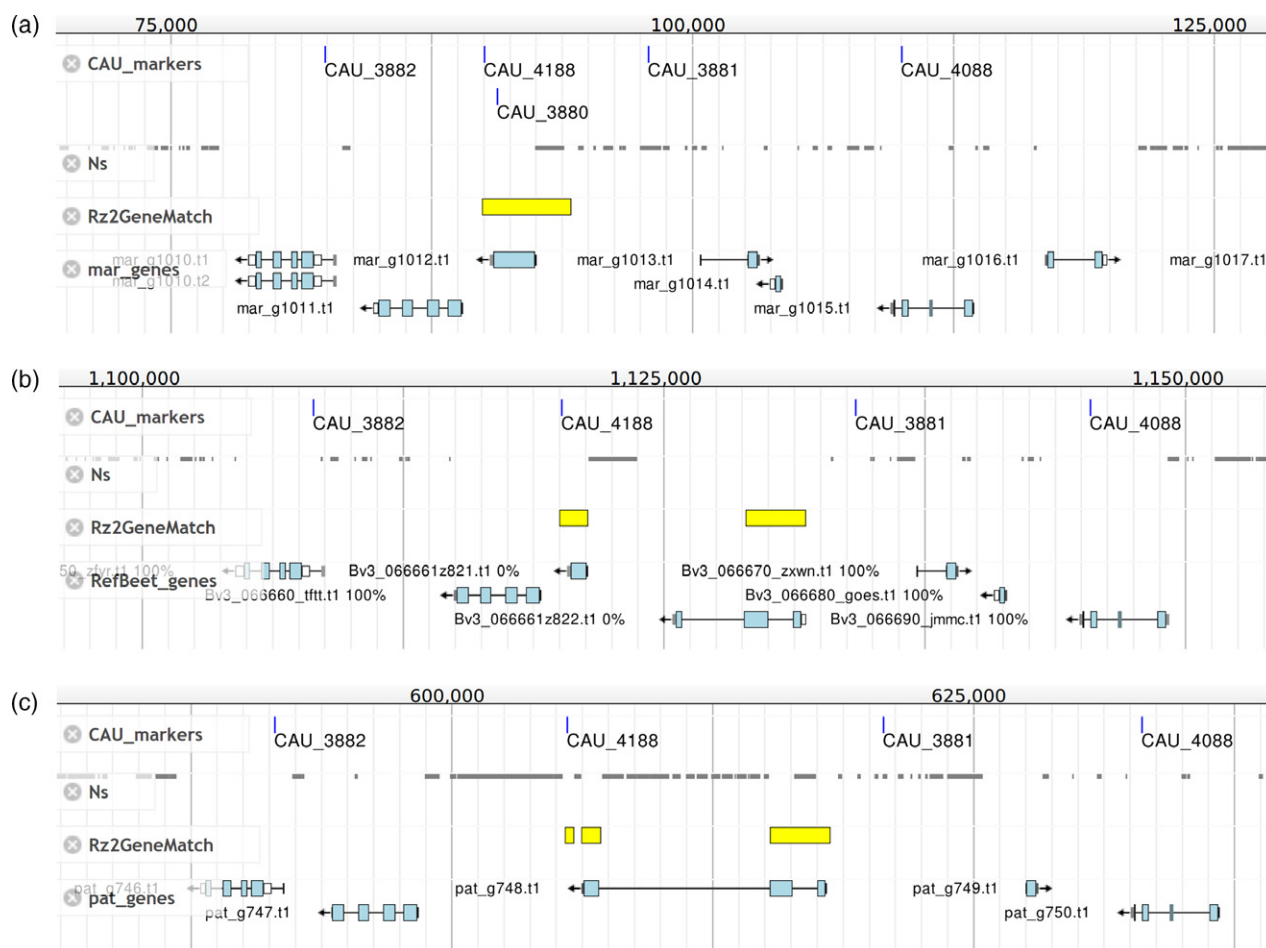 (a)
75,000 100,000 125,000
CAU_markers
CAU_3882 CAU_4188 CAU_3881 CAU_4088
CAU_3880
Ns
Rz2GeneMatch
mar_g1010.t1 mar_g1012.t1 mar_g1013.t1 mar_g1016.t1 mar_g1017.t1
mar_genes
mar_g1010.t2 mar_g1014.t1
mar_g1011.t1 mar_g1015.t1
(b)
1,100,000 1,125,000 1,150,000
CAU_markers
CAU_3882 CAU_4188 CAU_3881 CAU_4088
Ns
Rz2GeneMatch
50_zfyr.t1 100% Bv3_066661z821.t1 0% Bv3_066670_zxwn.t1 100%
RefBeet_genes
Bv3_066660_tftt.t1 100% Bv3_066680_goes.t1 100%
Bv3_066661z822.t1 0% Bv3_066690_jmmc.t1 100%
(c)
600,000 625,000
CAU_markers
CAU_3882 CAU_4188 CAU_3881 CAU_4088
Ns
Rz2GeneMatch
pat_g746.t1 pat_g748.t1 pat_g749.t1
pat_genes
pat_g747.t1 pat_g750.t1